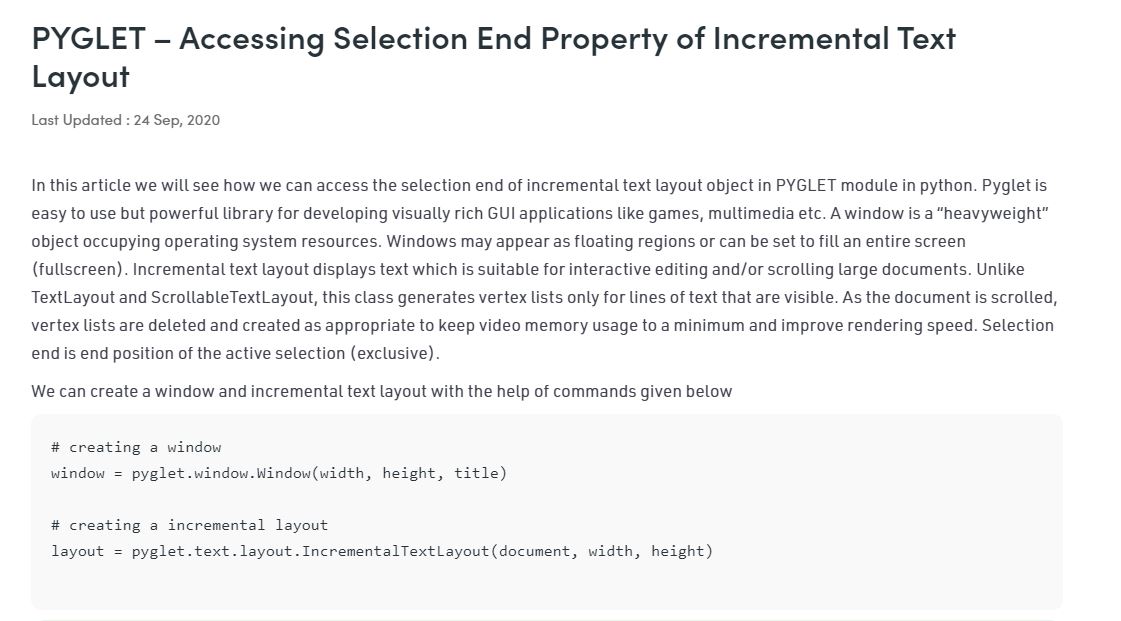 PYGLET – Accessing Selection End Property of Incremental Text
Layout
Last Updated : 24 Sep, 2020
In this article we will see how we can access the selection end of incremental text layout object in PYGLET module in python. Pyglet is
easy to use but powerful library for developing visually rich GUI applications like games, multimedia etc. A window is a “heavyweight”
object occupying operating system resources. Windows may appear as floating regions or can be set to fill an entire screen
(fullscreen). Incremental text layout displays text which is suitable for interactive editing and/or scrolling large documents. Unlike
TextLayout and ScrollableTextLayout, this class generates vertex lists only for lines of text that are visible. As the document is scrolled,
vertex lists are deleted and created as appropriate to keep video memory usage to a minimum and improve rendering speed. Selection
end is end position of the active selection (exclusive).
We can create a window and incremental text layout with the help of commands given below
# creating a window
window = pyglet.window.Window(width, height, title)
# creating a incremental layout
layout = pyglet.text.layout.IncrementalTextLayout(document, width, height)